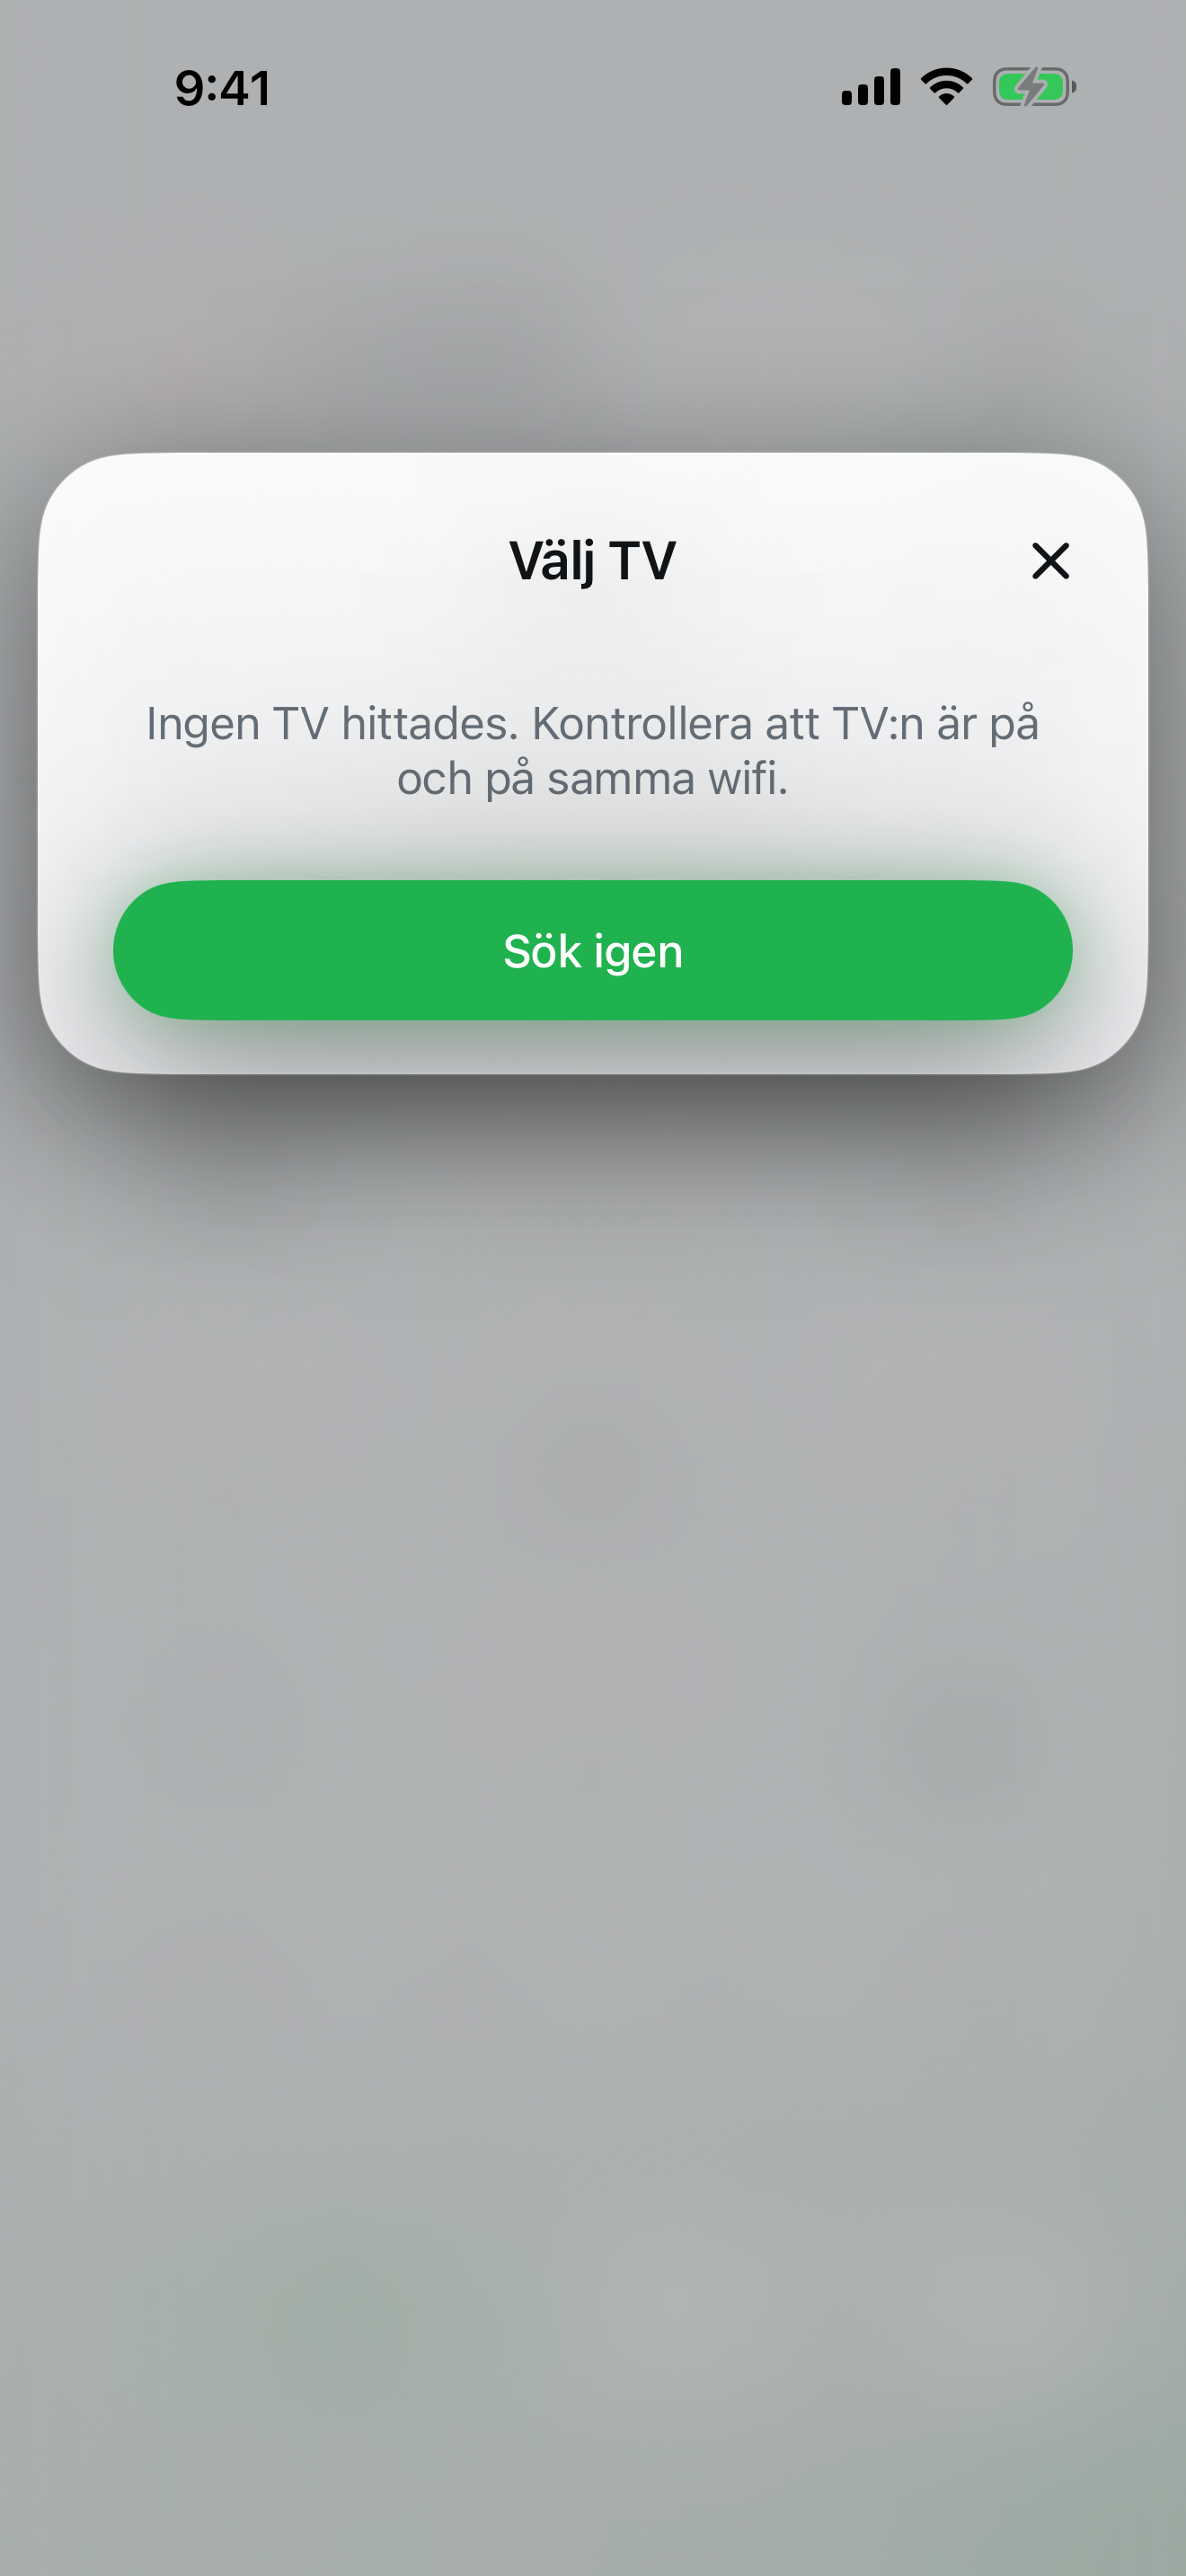 9:41
Välj TV
Ingen TV hittades. Kontrollera att TV:n är på
och på samma wifi.
Sök igen